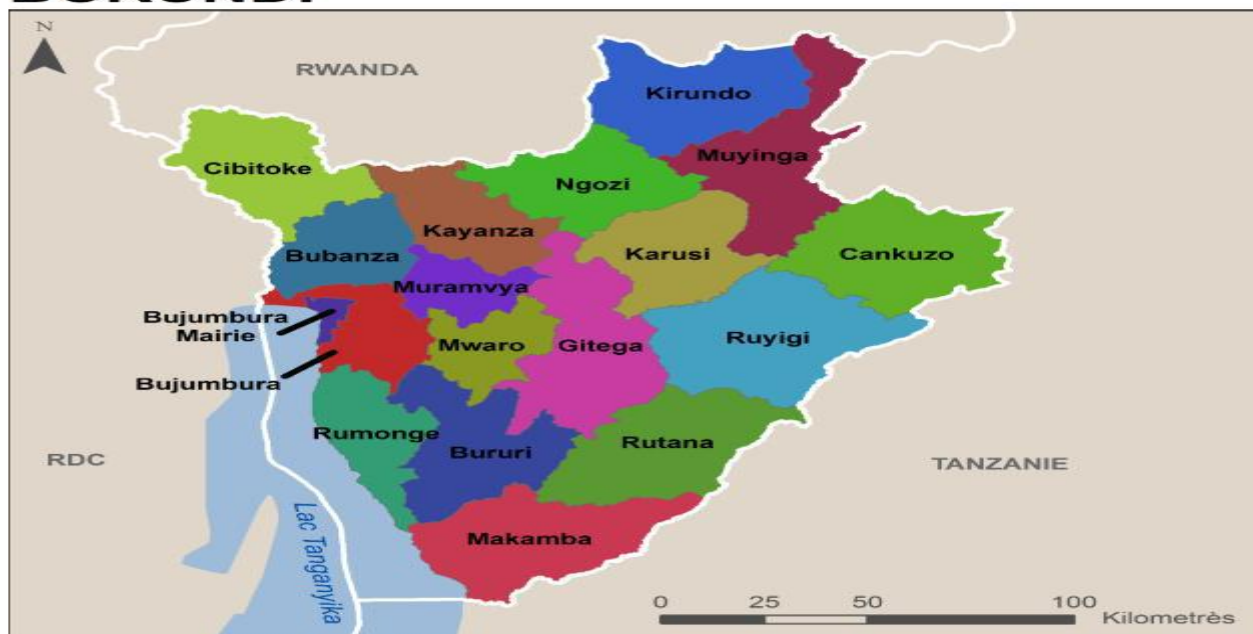 BURUNDI
N
RWANDA
Kirundo
Muyinga
Cibitoke
Ngozi
Kayanza
Bubanza
Karusi
Cankuzo
Muramvya
Bujumbura
Mairie
Mwaro
Gitega
Ruyigi
Bujumbura
Rumonge
Bururi
Rutana
RDC
TANZANIE
Lac Tanganyika
Makamba
0 25 50 100
Kilometrès